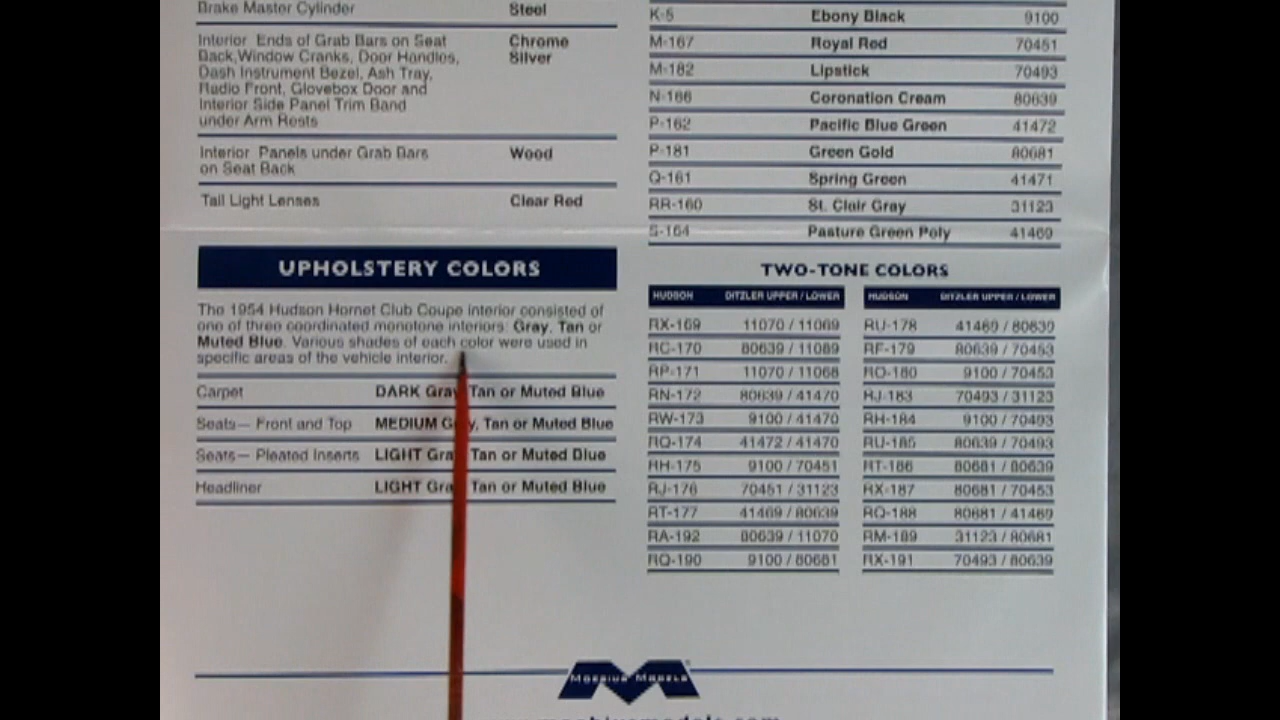 Brake Master Cylinder Steel
Interior Ends of Grab Bars on Seat Chrome
Back, Window Cranks, Door Handles, Silver
Dash Instrument Bezel, Ash Tray,
Radio Front, Glovebox Door and
Interior Side Panel Trim Band
under Arm Rests
Interior Panels under Grab Bars Wood
on Seat Back
Tail Light Lenses Clear Red
UPHOLSTERY COLORS
The 1954 Hudson Hornet Club Coupe interior consisted of
one of three coordinated monotone interiors: Gray, Tan or
Muted Blue. Various shades of each color were used in
specific areas of the vehicle interior.
Carpet DARK Gray Tan or Muted Blue
Seats— Front and Top MEDIUM Gray, Tan or Muted Blue
Seats— Pleated Inserts LIGHT Gra Tan or Muted Blue
Headliner LIGHT Gra Tan or Muted Blue
K-5 Ebony Black 9100
M-167 Royal Red 70451
M-182 Lipstick 70493
N-166 Coronation Cream 80639
P-162 Pacific Blue Green 41472
P-181 Green Gold 80681
Q-161 Spring Green 41471
RR-160 St. Clair Gray 31123
S-164 Pasture Green Poly 41469
TWO-TONE COLORS
HUDSON DITZLER UPPER / LOWER
RX-169 11070 / 11069
RC-170 80639 / 11069
RP-171 11070 / 11068
RN-172 80639 / 41470
RW-173 9100 / 41470
RO-174 41472 / 41470
RH-175 9100 / 70451
RJ-176 70451 / 31123
RT-177 41469 / 80639
RA-192 80639 / 11070
RQ-190 9100 / 80681
HUDSON DITZLER UPPER / LOWER
RU-178 41469 / 80639
RF-179 80639 / 70453
RO-180 9100 / 70453
RJ-183 70493 / 31123
RH-184 9100 / 70493
RU-185 80639 / 70493
RT-186 80681 / 80639
RX-187 80681 / 70453
RQ-188 80681 / 41469
RM-189 31123 / 80681
RX-191 70493 / 80639
MOEBIUS MODELS